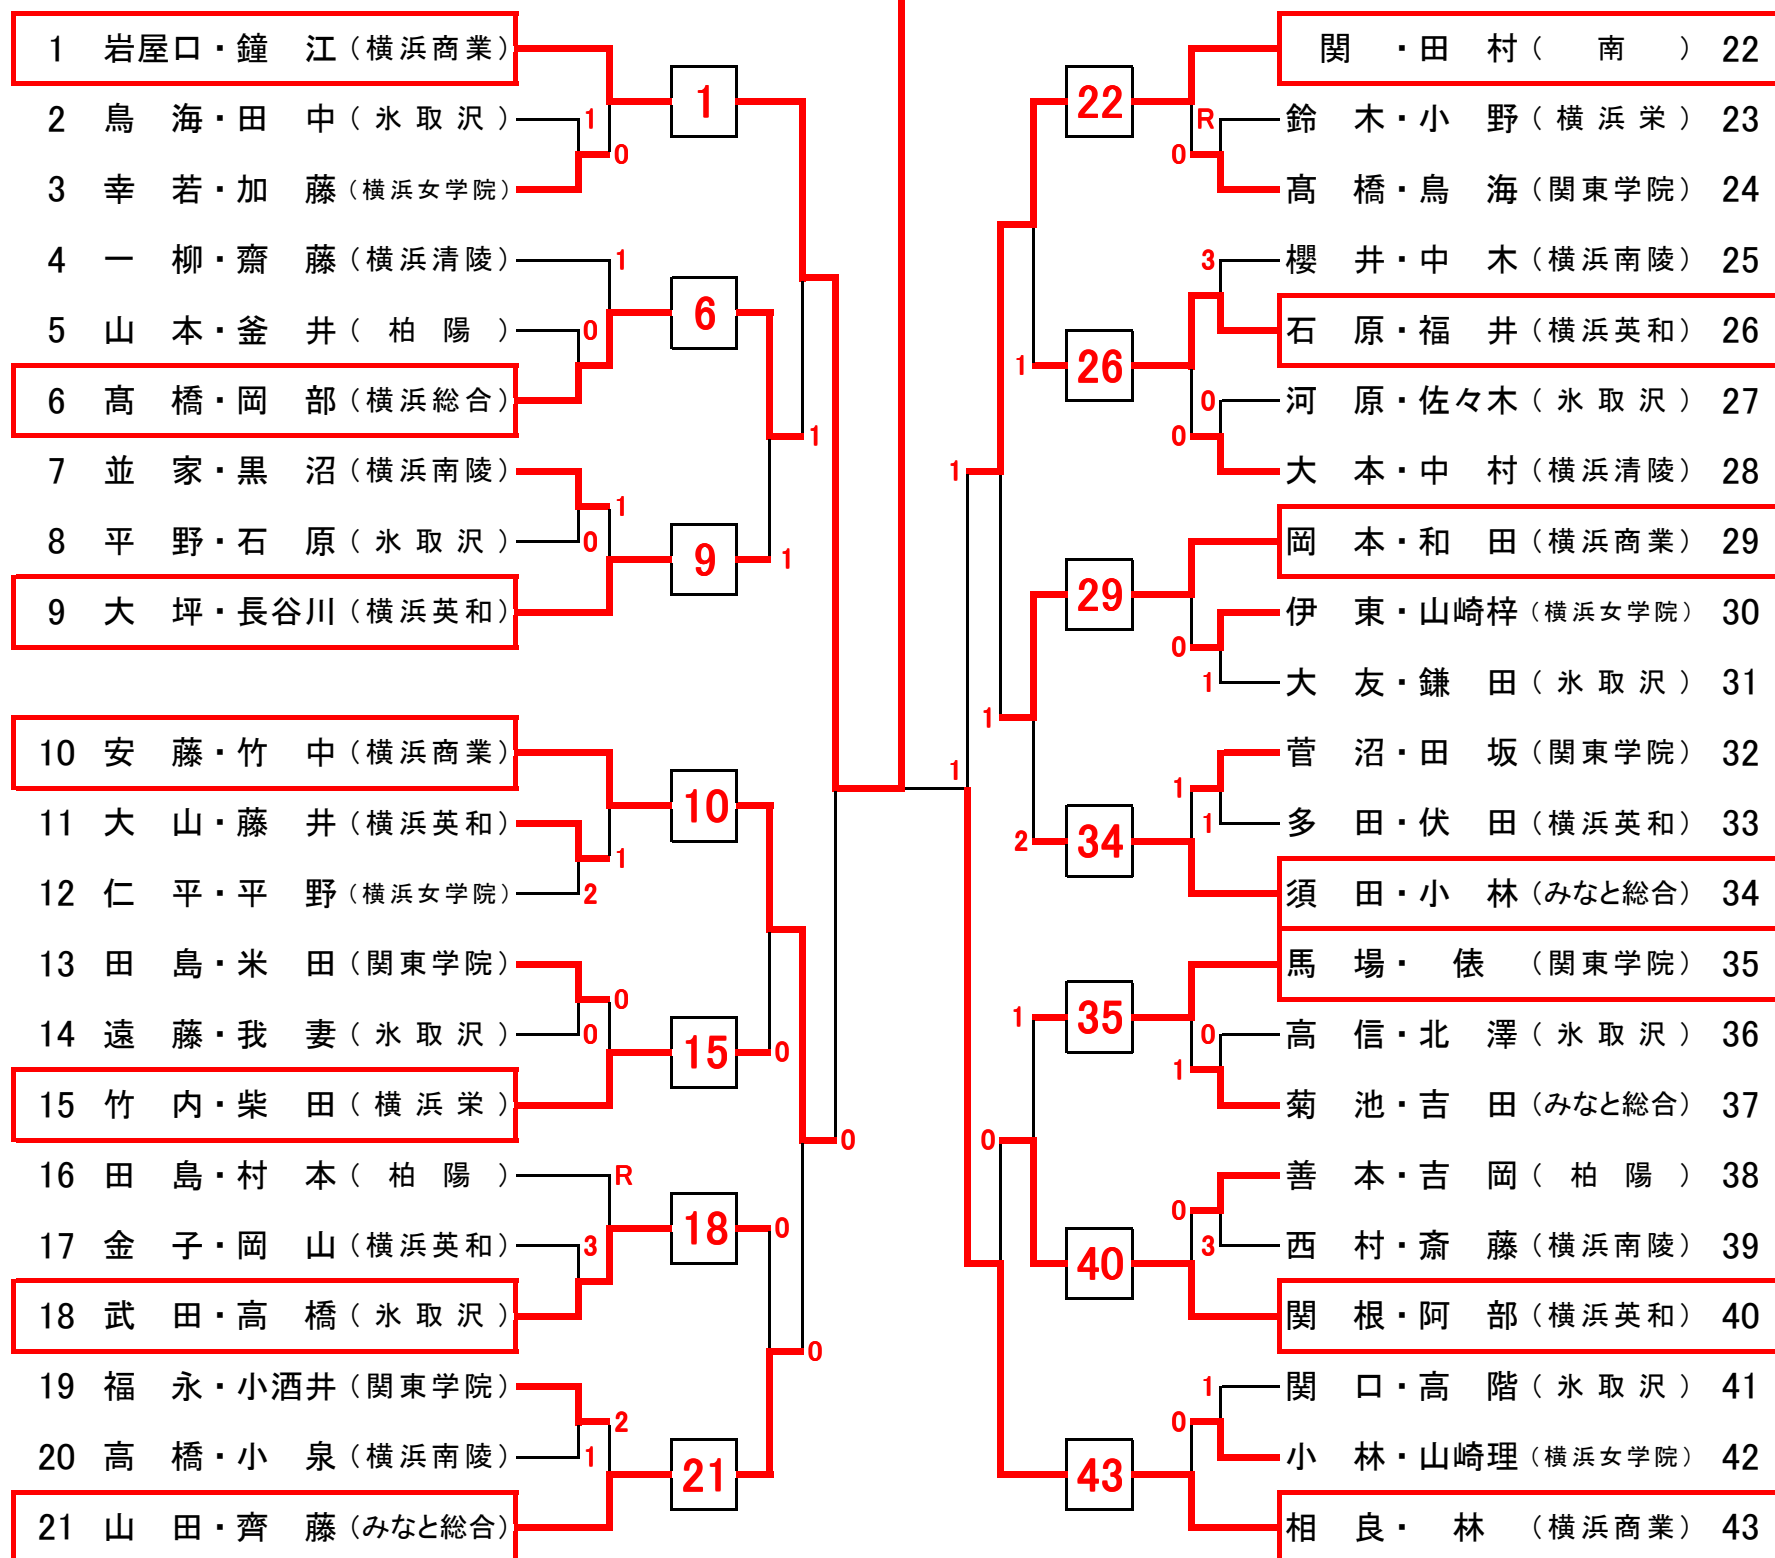 1 岩屋口・鐘 江（横浜商業）
2 鳥 海・田 中（氷取沢）
3 幸 若・加 藤（横浜女学院）
4 一 柳・齋 藤（横浜清陵）
5 山 本・釜 井（柏陽）
6 髙 橋・岡 部（横浜総合）
7 並 家・黒 沼（横浜南陵）
8 平 野・石 原（氷取沢）
9 大 坪・長谷川（横浜英和）
10 安 藤・竹 中（横浜商業）
11 大 山・藤 井（横浜英和）
12 仁 平・平 野（横浜女学院）
13 田 島・米 田（関東学院）
14 遠 藤・我 妻（氷取沢）
15 竹 内・柴 田（横浜栄）
16 田 島・村 本（柏陽）
17 金 子・岡 山（横浜英和）
18 武 田・高 橋（氷取沢）
19 福 永・小酒井（関東学院）
20 高 橋・小 泉（横浜南陵）
21 山 田・齊 藤（みなと総合）
1
0
1
0
1
0
1
2
0
0
R
3
2
1
1
6
9
10
15
18
21
1
1
0
0
0
0
1
1
1
0
1
2
1
22
26
29
34
35
40
43
R
0
3
0
0
0
1
1
1
0
1
0
3
1
0
関 ・田 村（南） 22
鈴 木・小 野（横浜栄） 23
髙 橋・鳥 海（関東学院） 24
櫻 井・中 木（横浜南陵） 25
石 原・福 井（横浜英和） 26
河 原・佐々木（氷取沢） 27
大 本・中 村（横浜清陵） 28
岡 本・和 田（横浜商業） 29
伊 東・山崎梓（横浜女学院） 30
大 友・鎌 田（氷取沢） 31
菅 沼・田 坂（関東学院） 32
多 田・伏 田（横浜英和） 33
須 田・小 林（みなと総合） 34
馬 場・ 俵 （関東学院） 35
高 信・北 澤（氷取沢） 36
菊 池・吉 田（みなと総合） 37
善 本・吉 岡（柏陽） 38
西 村・斎 藤（横浜南陵） 39
関 根・阿 部（横浜英和） 40
関 口・高 階（氷取沢） 41
小 林・山崎理（横浜女学院） 42
相 良・ 林 （横浜商業） 43